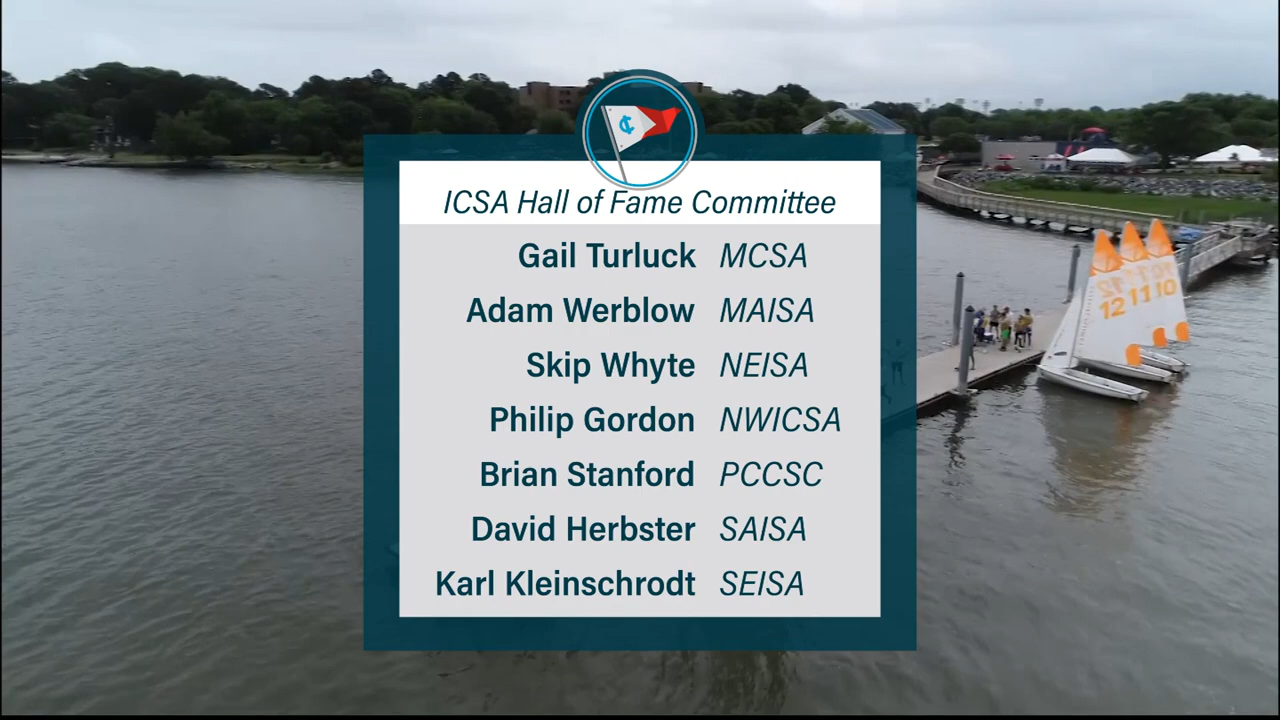 ICSA Hall of Fame Committee
Gail Turluck MCSA
Adam Werblow MAISA
Skip Whyte NEISA
Philip Gordon NWICSA
Brian Stanford PCCSC
David Herbster SAISA
Karl Kleinschrodt SEISA
12 11 10